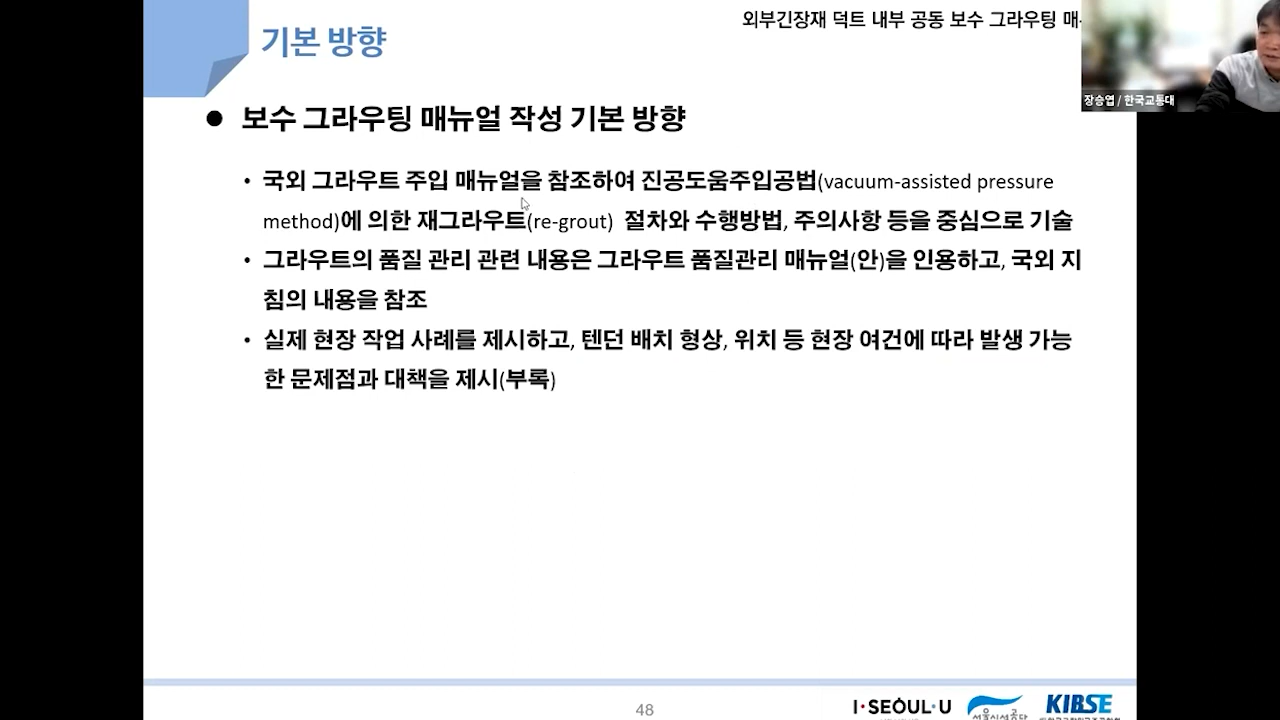 외부긴장재 덕트 내부 공동 보수 그라우팅 매
기본 방향
장승엽 / 한국교통대
● 보수 그라우팅 매뉴얼 작성 기본 방향
• 국외 그라우트 주입 매뉴얼을 참조하여 진공도움주입공법(vacuum-assisted pressure
method)에 의한 재그라우트(re-grout) 절차와 수행방법, 주의사항 등을 중심으로 기술
• 그라우트의 품질 관리 관련 내용은 그라우트 품질관리 매뉴얼(안)을 인용하고, 국외 지
침의 내용을 참조
• 실제 현장 작업 사례를 제시하고, 텐던 배치 형상, 위치 등 현장 여건에 따라 발생 가능
한 문제점과 대책을 제시(부록)
48
I·SEOUL·U
서울시설공단
KIBSE